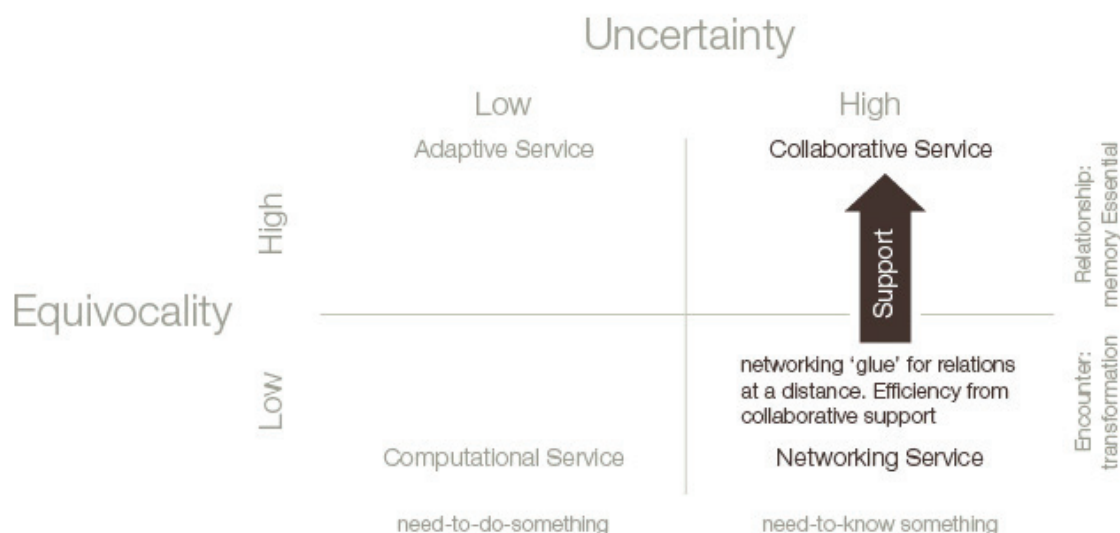 Uncertainty
Low
High
Adaptive Service
Collaborative Service
High
Support
Relationship:
memory Essential
Equivocality
Low
networking ‘glue’ for relations
at a distance. Efficiency from
collaborative support
Encounter:
transformation
Computational Service
Networking Service
need-to-do-something
need-to-know something